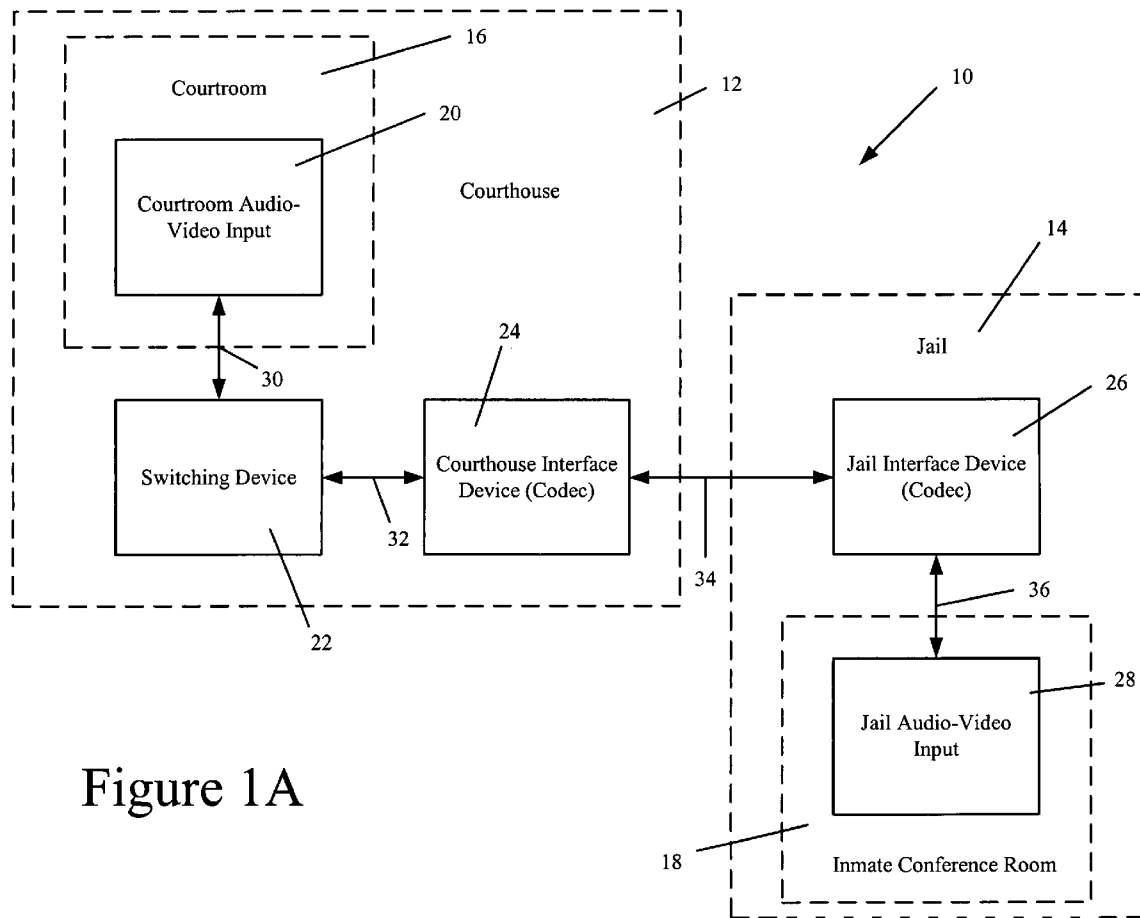 16
Courtroom
12
10
20
Courthouse
Courtroom Audio-
Video Input
14
24
Jail
30
26
Switching Device
Courthouse Interface
Device (Codec)
Jail Interface Device
(Codec)
32
34
36
22
28
Jail Audio-Video
Input
Figure 1A
18
Inmate Conference Room